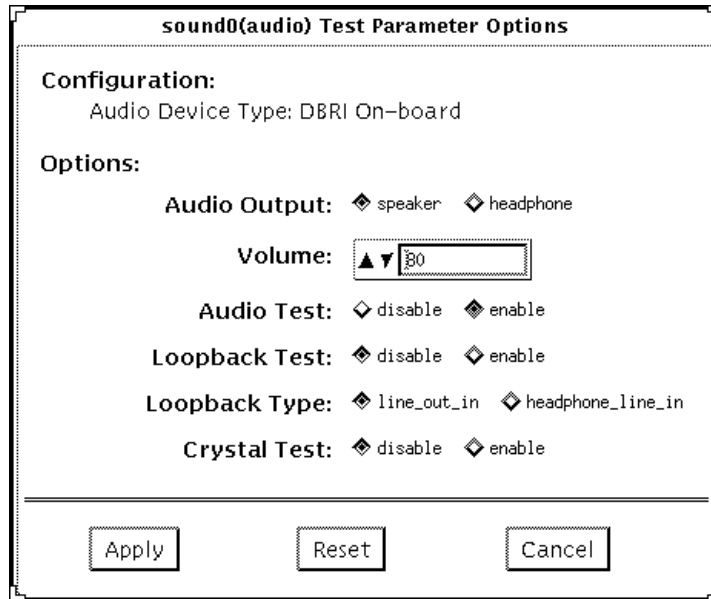 sound0(audio) Test Parameter Options
Configuration:
Audio Device Type: DBRI On-board
Options:
Audio Output: speaker headphone
Volume: 80
Audio Test: disable enable
Loopback Test: disable enable
Loopback Type: line_out_in headphone_line_in
Crystal Test: disable enable
Apply Reset Cancel